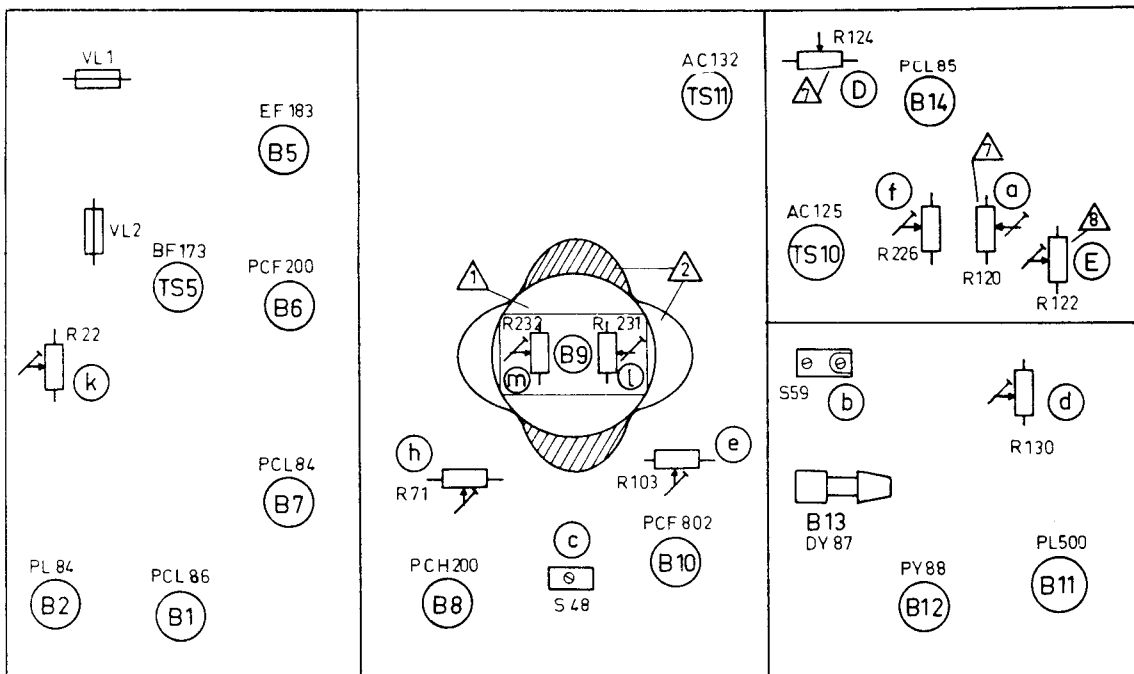 VL1
EF183
B5
VL2
BF173
TS5
PCF200
B6
R22
k
PCL84
B7
PL84
B2
PCL86
B1
AC132
TS11
1
2
R232
R 231
B9
m
l
h
R71
e
R103
c
S48
PCH200
B8
PCF802
B10
R124
7
D
PCL85
B14
7
f
a
AC125
TS10
R226
R120
8
E
R122
S59
b
d
R130
B13
DY87
PY88
B12
PL500
B11